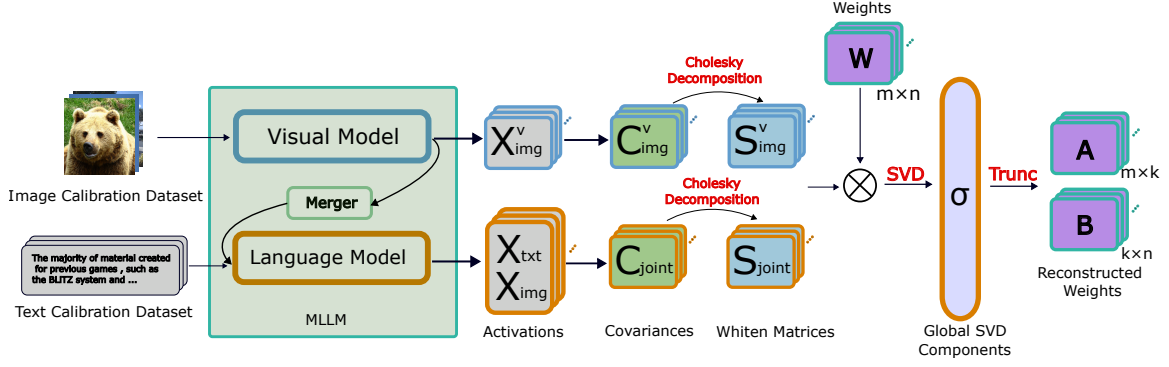 Image Calibration Dataset
The majority of material created
for previous games , such as
the BLITZ system and ...
Text Calibration Dataset
Visual Model
Merger
Language Model
MLLM
X v img
X txt
X img
Activations
Cholesky
Decomposition
C v img
Cholesky
Decomposition
C joint
Covariances
S v img
S joint
Whiten Matrices
Weights
W
m×n
SVD
σ
Global SVD
Components
Trunc
A
m×k
B
k×n
Reconstructed
Weights